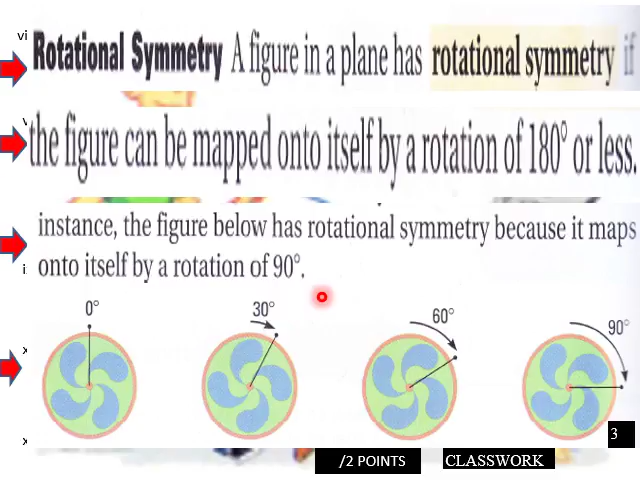 vi
Rotational Symmetry A figure in a plane has rotational symmetry if
the figure can be mapped onto itself by a rotation of 180° or less.
instance, the figure below has rotational symmetry because it maps
onto itself by a rotation of 90°.
0° 30° 60° 90°
3
/2 POINTS CLASSWORK